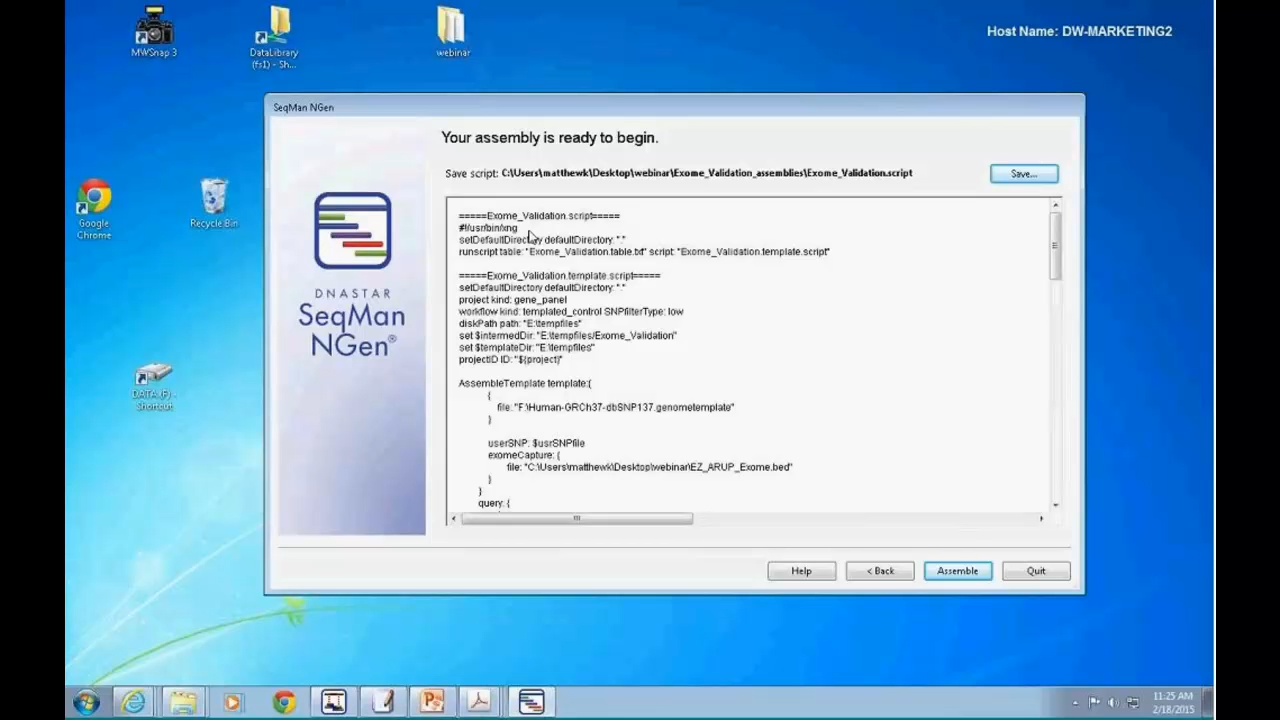 MWSnap 3
DataLibrary
(fs1) - Sh...
webinar
Host Name: DW-MARKETING2
SeqMan NGen
Your assembly is ready to begin.
Save script: C:\Users\matthewk\Desktop\webinar\Exome_Validation_assemblies\Exome_Validation.script
Save...
Google
Chrome
Recycle Bin
DATA (F) -
Shortcut
DNASTAR
SeqMan
NGen®
=====Exome_Validation.script=====
#!/usr/bin/xng
setDefaultDirectory defaultDirectory: "."
runscript table: "Exome_Validation.table.txt" script: "Exome_Validation.template.script"
=====Exome_Validation.template.script=====
setDefaultDirectory defaultDirectory: "."
project kind: gene_panel
workflow kind: templated_control SNPfilterType: low
diskPath path: "E:\tempfiles"
set $intermedDir: "E:\tempfiles/Exome_Validation"
set $templateDir: "E:\tempfiles"
projectID ID: "${project}"
AssembleTemplate template:{
{
file: "F:\Human-GRCh37-dbSNP137.genometemplate"
}
userSNP: $usrSNPfile
exomeCapture: {
file: "C:\Users\matthewk\Desktop\webinar\EZ_ARUP_Exome.bed"
}
}
query: {
Help
< Back
Assemble
Quit
11:25 AM
2/18/2015